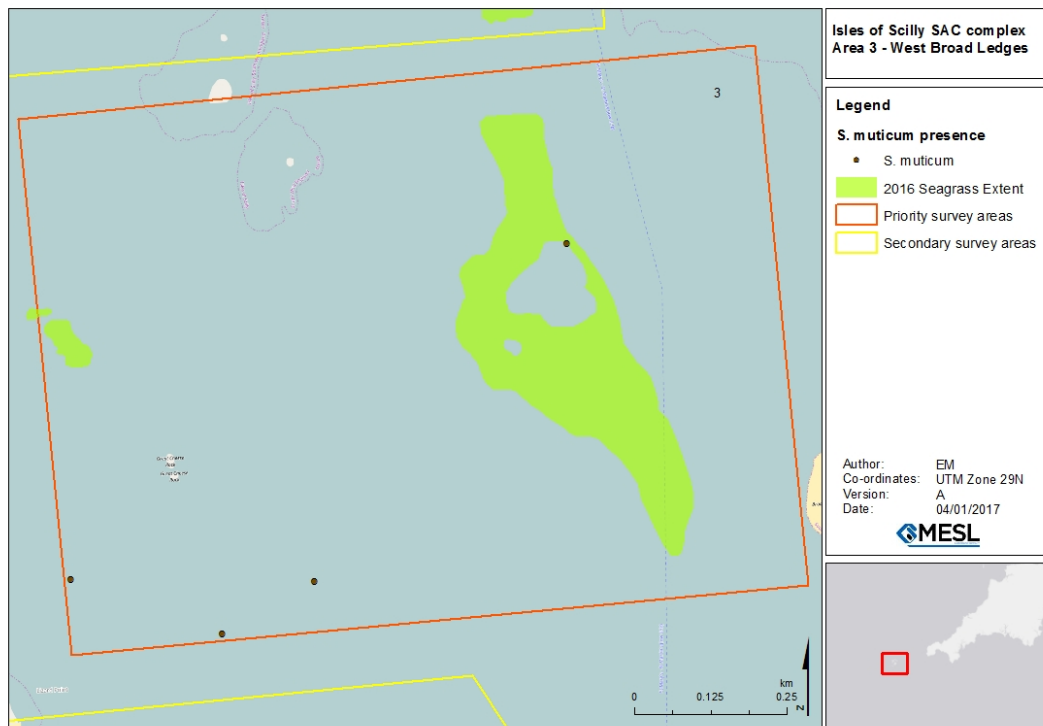 3
Isles of Scilly SAC complex
Area 3 - West Broad Ledges
Legend
S. muticum presence
S. muticum
2016 Seagrass Extent
Priority survey areas
Secondary survey areas
Author: EM
Co-ordinates: UTM Zone 29N
Version: A
Date: 04/01/2017
MESL
km
0 0.125 0.25
N